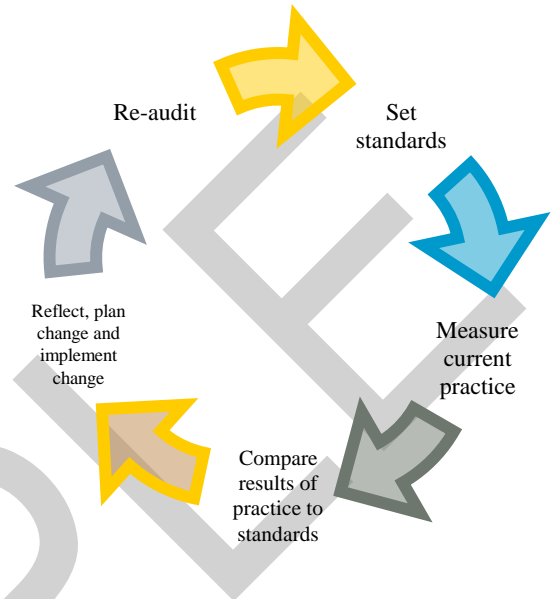 Re-audit
Set
standards
Measure
current
practice
Compare
results of
practice to
standards
Reflect, plan
change and
implement
change